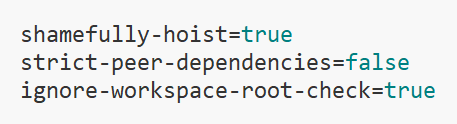 shamefully-hoist=true
strict-peer-dependencies=false
ignore-workspace-root-check=true